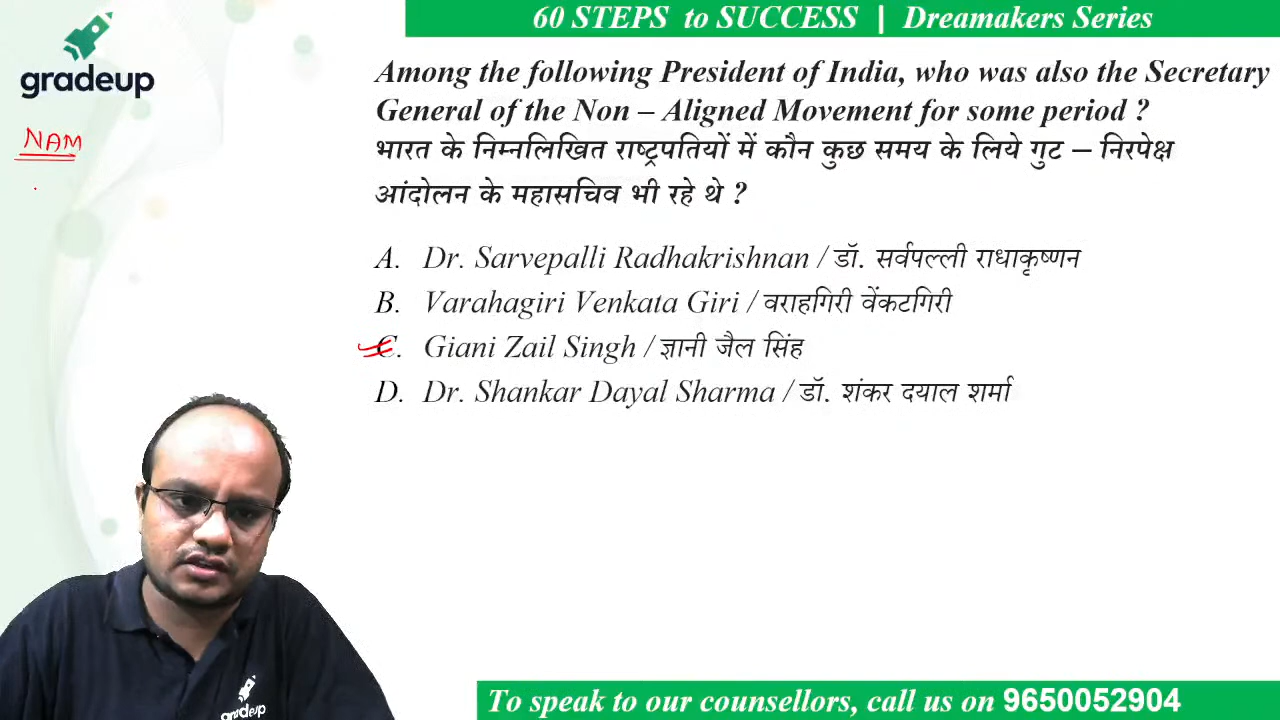 60 STEPS to SUCCESS | Dreamakers Series
gradeup
NAM
Among the following President of India, who was also the Secretary
General of the Non – Aligned Movement for some period ?
भारत के निम्नलिखित राष्ट्रपतियों में कौन कुछ समय के लिये गुट – निरपेक्ष
आंदोलन के महासचिव भी रहे थे ?
A. Dr. Sarvepalli Radhakrishnan / डॉ. सर्वपल्ली राधाकृष्णन
B. Varahagiri Venkata Giri / वराहगिरी वेंकटगिरी
C. Giani Zail Singh / ज्ञानी जैल सिंह
D. Dr. Shankar Dayal Sharma / डॉ. शंकर दयाल शर्मा
gradeup
To speak to our counsellors, call us on 9650052904